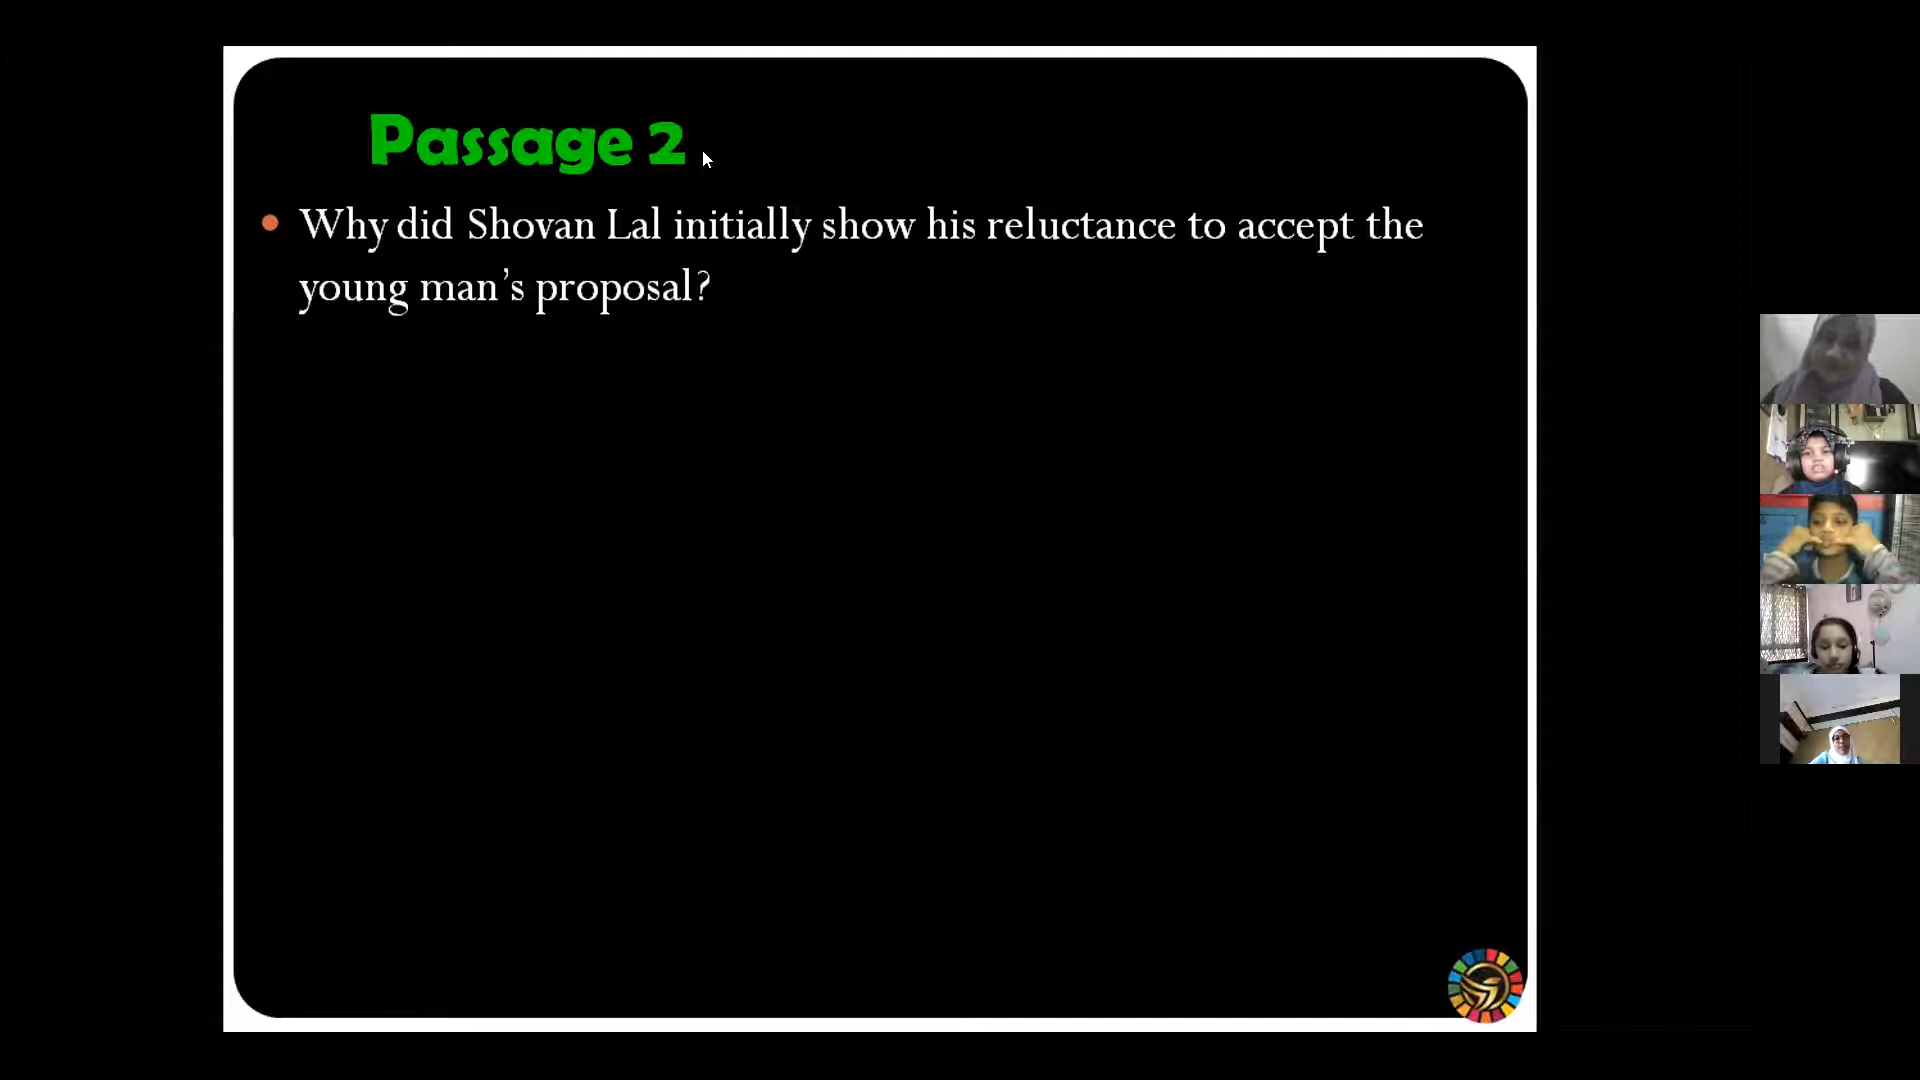 Passage 2
Why did Shovan Lal initially show his reluctance to accept the
young man’s proposal?